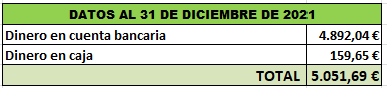 DATOS AL 31 DE DICIEMBRE DE 2021
Dinero en cuenta bancaria 4.892,04 €
Dinero en caja 159,65 €
TOTAL 5.051,69 €